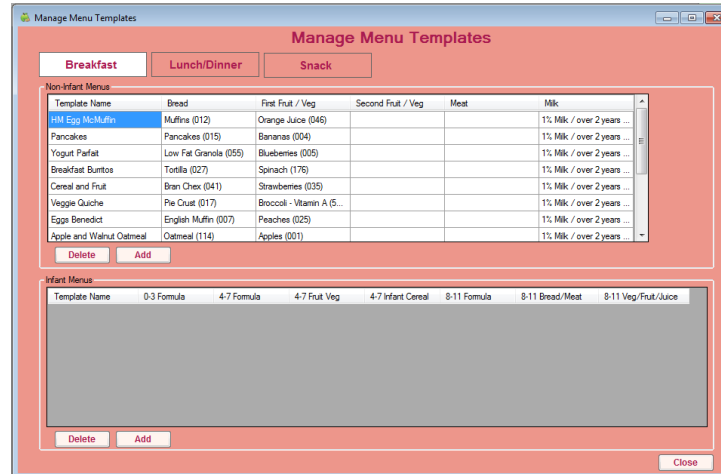 Manage Menu Templates
Manage Menu Templates
Breakfast Lunch/Dinner Snack
Non-Infant Menus
Template Name Bread First Fruit / Veg Second Fruit / Veg Meat Milk
HM Egg McMuffin Muffins (012) Orange Juice (046) 1% Milk / over 2 years ...
Pancakes Pancakes (015) Bananas (004) 1% Milk / over 2 years ...
Yogurt Parfait Low Fat Granola (055) Blueberries (005) 1% Milk / over 2 years ...
Breakfast Burritos Tortilla (027) Spinach (176) 1% Milk / over 2 years ...
Cereal and Fruit Bran Chex (041) Strawberries (035) 1% Milk / over 2 years ...
Veggie Quiche Pie Crust (017) Broccoli - Vitamin A (5... 1% Milk / over 2 years ...
Eggs Benedict English Muffin (007) Peaches (025) 1% Milk / over 2 years ...
Apple and Walnut Oatmeal Oatmeal (114) Apples (001) 1% Milk / over 2 years ...
Delete Add
Infant Menus
Template Name 0-3 Formula 4-7 Formula 4-7 Fruit Veg 4-7 Infant Cereal 8-11 Formula 8-11 Bread/Meat 8-11 Veg/Fruit/Juice
Delete Add
Close